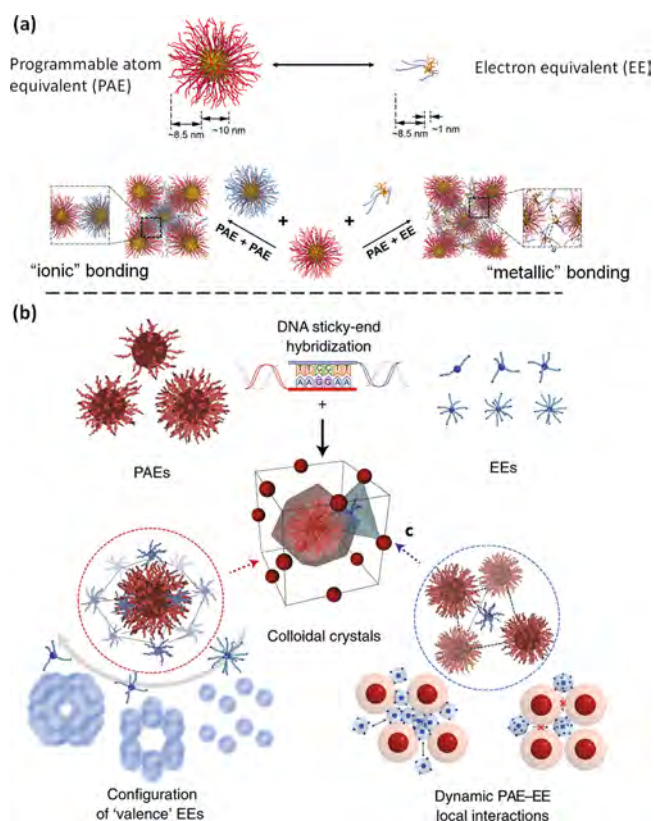 (a)
Programmable atom
equivalent (PAE)
Electron equivalent (EE)
~8.5 nm
~10 nm
~8.5 nm
~1 nm
+
+
PAE + PAE
PAE + EE
"ionic" bonding
"metallic" bonding
(b)
DNA sticky-end
hybridization
A A G G A A
+
PAEs
EEs
c
Colloidal crystals
Configuration
of 'valence' EEs
Dynamic PAE–EE
local interactions